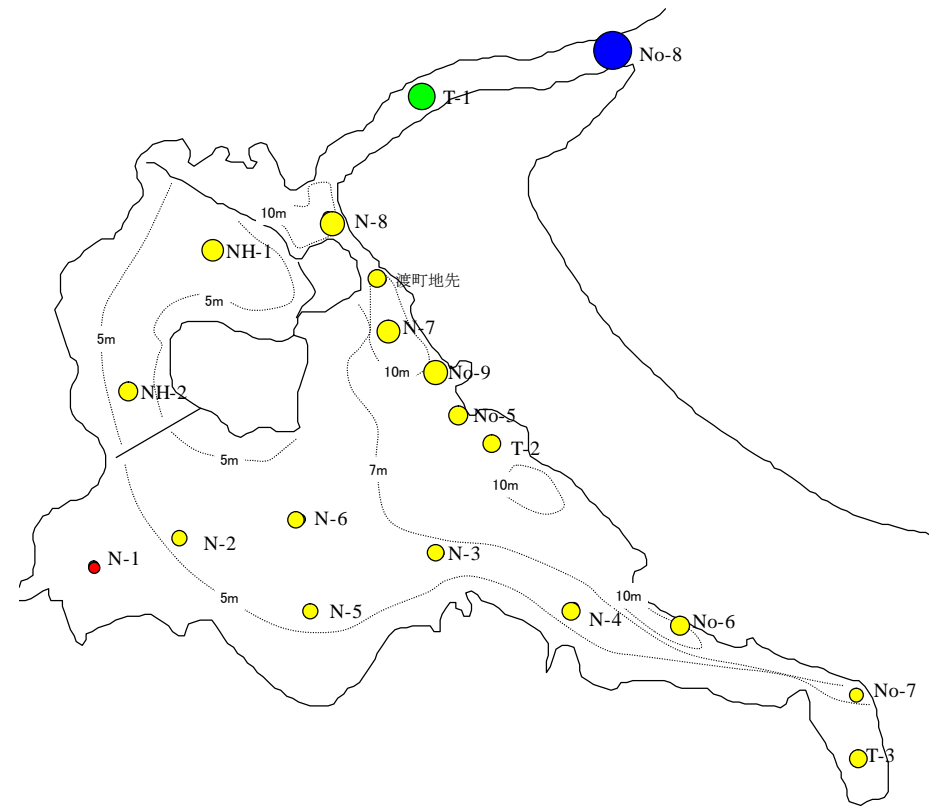 No-8
T-1
10m
N-8
NH-1
渡町地先
5m
N-7
5m
10m
No-9
NH-2
No-5
T-2
5m
7m
10m
N-6
N-2
N-3
N-1
5m
N-5
10m
N-4
No-6
No-7
T-3